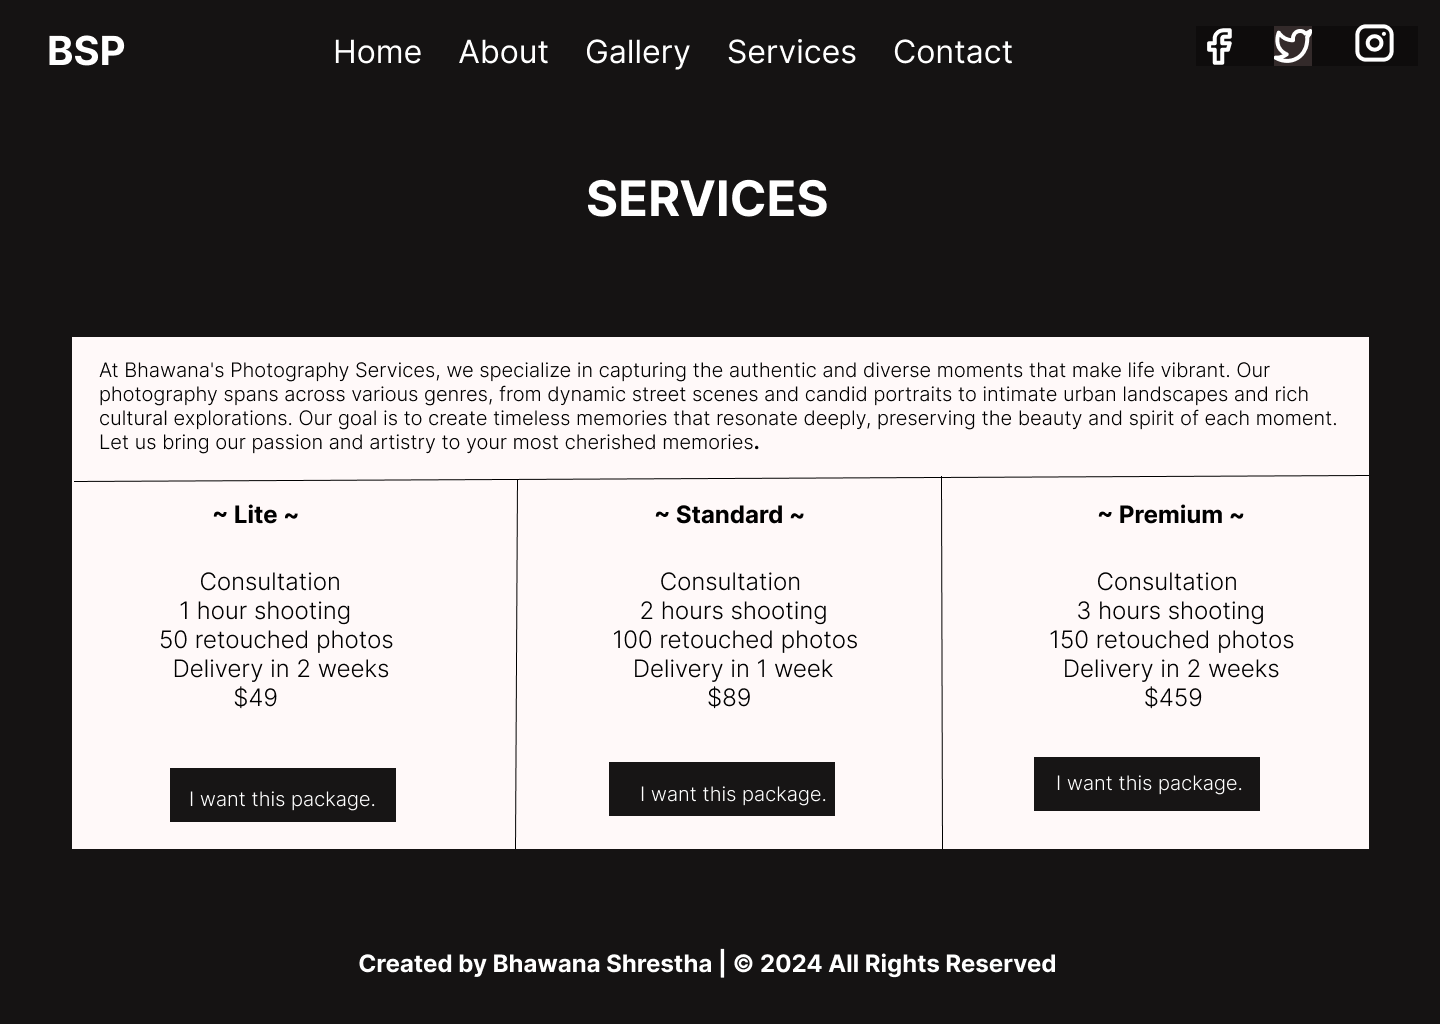 BSP
Home About Gallery Services Contact
SERVICES
At Bhawana's Photography Services, we specialize in capturing the authentic and diverse moments that make life vibrant. Our
photography spans across various genres, from dynamic street scenes and candid portraits to intimate urban landscapes and rich
cultural explorations. Our goal is to create timeless memories that resonate deeply, preserving the beauty and spirit of each moment.
Let us bring our passion and artistry to your most cherished memories.
~ Lite ~
Consultation
1 hour shooting
50 retouched photos
Delivery in 2 weeks
$49
I want this package.
~ Standard ~
Consultation
2 hours shooting
100 retouched photos
Delivery in 1 week
$89
I want this package.
~ Premium ~
Consultation
3 hours shooting
150 retouched photos
Delivery in 2 weeks
$459
I want this package.
Created by Bhawana Shrestha | © 2024 All Rights Reserved